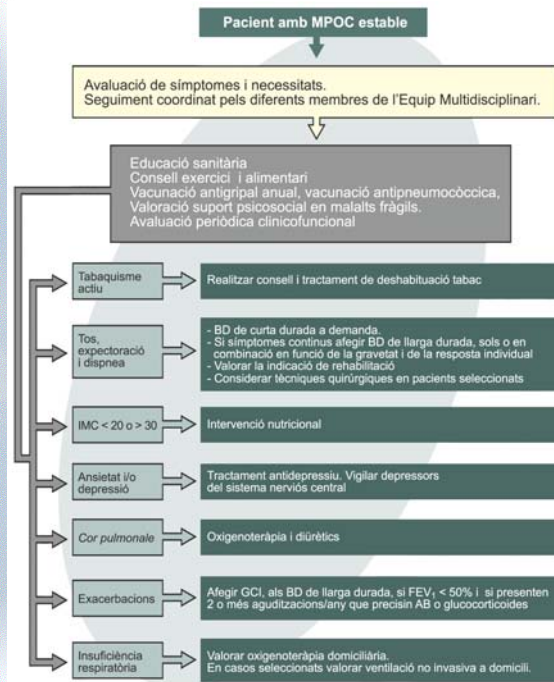 Pacient amb MPOC estable
Avaluació de símptomes i necessitats.
Seguiment coordinat pels diferents membres de l'Equip Multidisciplinari.
Educació sanitària
Consell exercici i alimentari
Vacunació antigripal anual, vacunació antipneumocòccica,
Valoració suport psicosocial en malalts fràgils.
Avaluació periòdica clinicofuncional
Tabaquisme
actiu
Realitzar consell i tractament de deshabituació tabac
Tos,
expectoració
i dispnea
- BD de curta durada a demanda.
- Si símptomes continus afegir BD de llarga durada, sols o en
combinació en funció de la gravetat i de la resposta individual
- Valorar la indicació de rehabilitació
- Considerar tècniques quirúrgiques en pacients seleccionats
IMC < 20 o > 30
Intervenció nutricional
Ansietat i/o
depressió
Tractament antidepressiu. Vigilar depressors
del sistema nerviós central
Cor pulmonale
Oxigenoteràpia i diürètics
Exacerbacions
Afegir GCI, als BD de llarga durada, si FEV₁ < 50% i si presenten
2 o més aguditzacions/any que precisin AB o glucocorticoides
Insuficiència
respiratòria
Valorar oxigenoteràpia domiciliària.
En casos seleccionats valorar ventilació no invasiva a domicili.